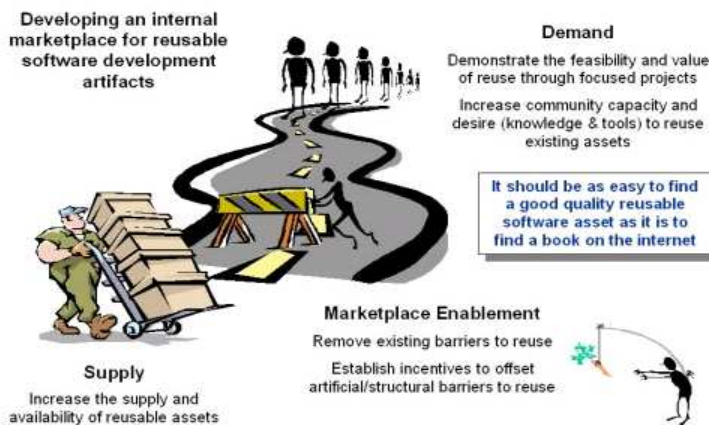 Developing an internal
marketplace for reusable
software development
artifacts
Demand
Demonstrate the feasibility and value
of reuse through focused projects
Increase community capacity and
desire (knowledge & tools) to reuse
existing assets
It should be as easy to find
a good quality reusable
software asset as it is to
find a book on the internet
Marketplace Enablement
Remove existing barriers to reuse
Establish incentives to offset
artificial/structural barriers to reuse
Supply
Increase the supply and
availability of reusable assets